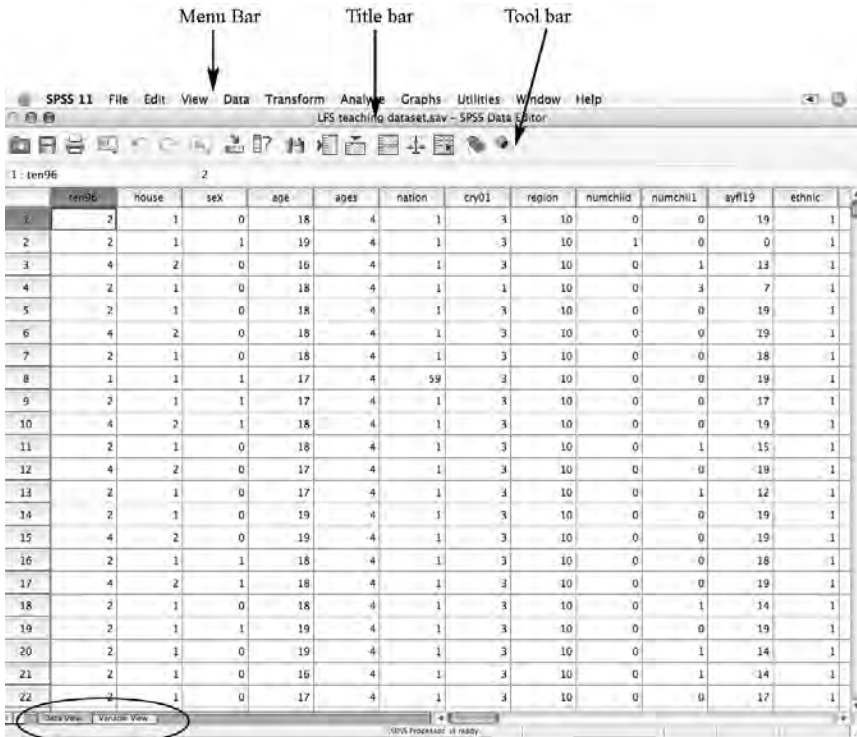 Menu Bar Title bar Tool bar
SPSS 11 File Edit View Data Transform Analyze Graphs Utilities Window Help
LFS teaching dataset.sav - SPSS Data Editor
1 : ten96 2
ten96 house sex age ages nation cry01 region numchild numchil1 ayfl19 ethnic
1 2 1 0 18 4 1 3 10 0 0 19 1
2 2 1 1 19 4 1 3 10 1 0 0 1
3 4 2 0 16 4 1 3 10 0 1 13 1
4 2 1 0 18 4 1 1 10 0 3 7 1
5 2 1 0 18 4 1 3 10 0 0 19 1
6 4 2 0 18 4 1 3 10 0 0 19 1
7 2 1 0 18 4 1 3 10 0 0 18 1
8 1 1 1 17 4 59 3 10 0 0 19 1
9 2 1 1 17 4 1 3 10 0 0 17 1
10 4 2 1 18 4 1 3 10 0 0 19 1
11 2 1 0 18 4 1 3 10 0 1 15 1
12 4 2 0 17 4 1 3 10 0 0 19 1
13 2 1 0 17 4 1 3 10 0 1 12 1
14 2 1 0 19 4 1 3 10 0 0 19 1
15 4 2 0 19 4 1 3 10 0 0 19 1
16 2 1 1 18 4 1 3 10 0 0 18 1
17 4 2 1 18 4 1 3 10 0 0 19 1
18 2 1 0 18 4 1 3 10 0 1 14 1
19 2 1 1 19 4 1 3 10 0 0 19 1
20 2 1 0 19 4 1 3 10 0 1 14 1
21 2 1 0 16 4 1 3 10 0 1 14 1
22 2 1 0 17 4 1 3 10 0 0 17 1
Data View Variable View
SPSS Processor is ready